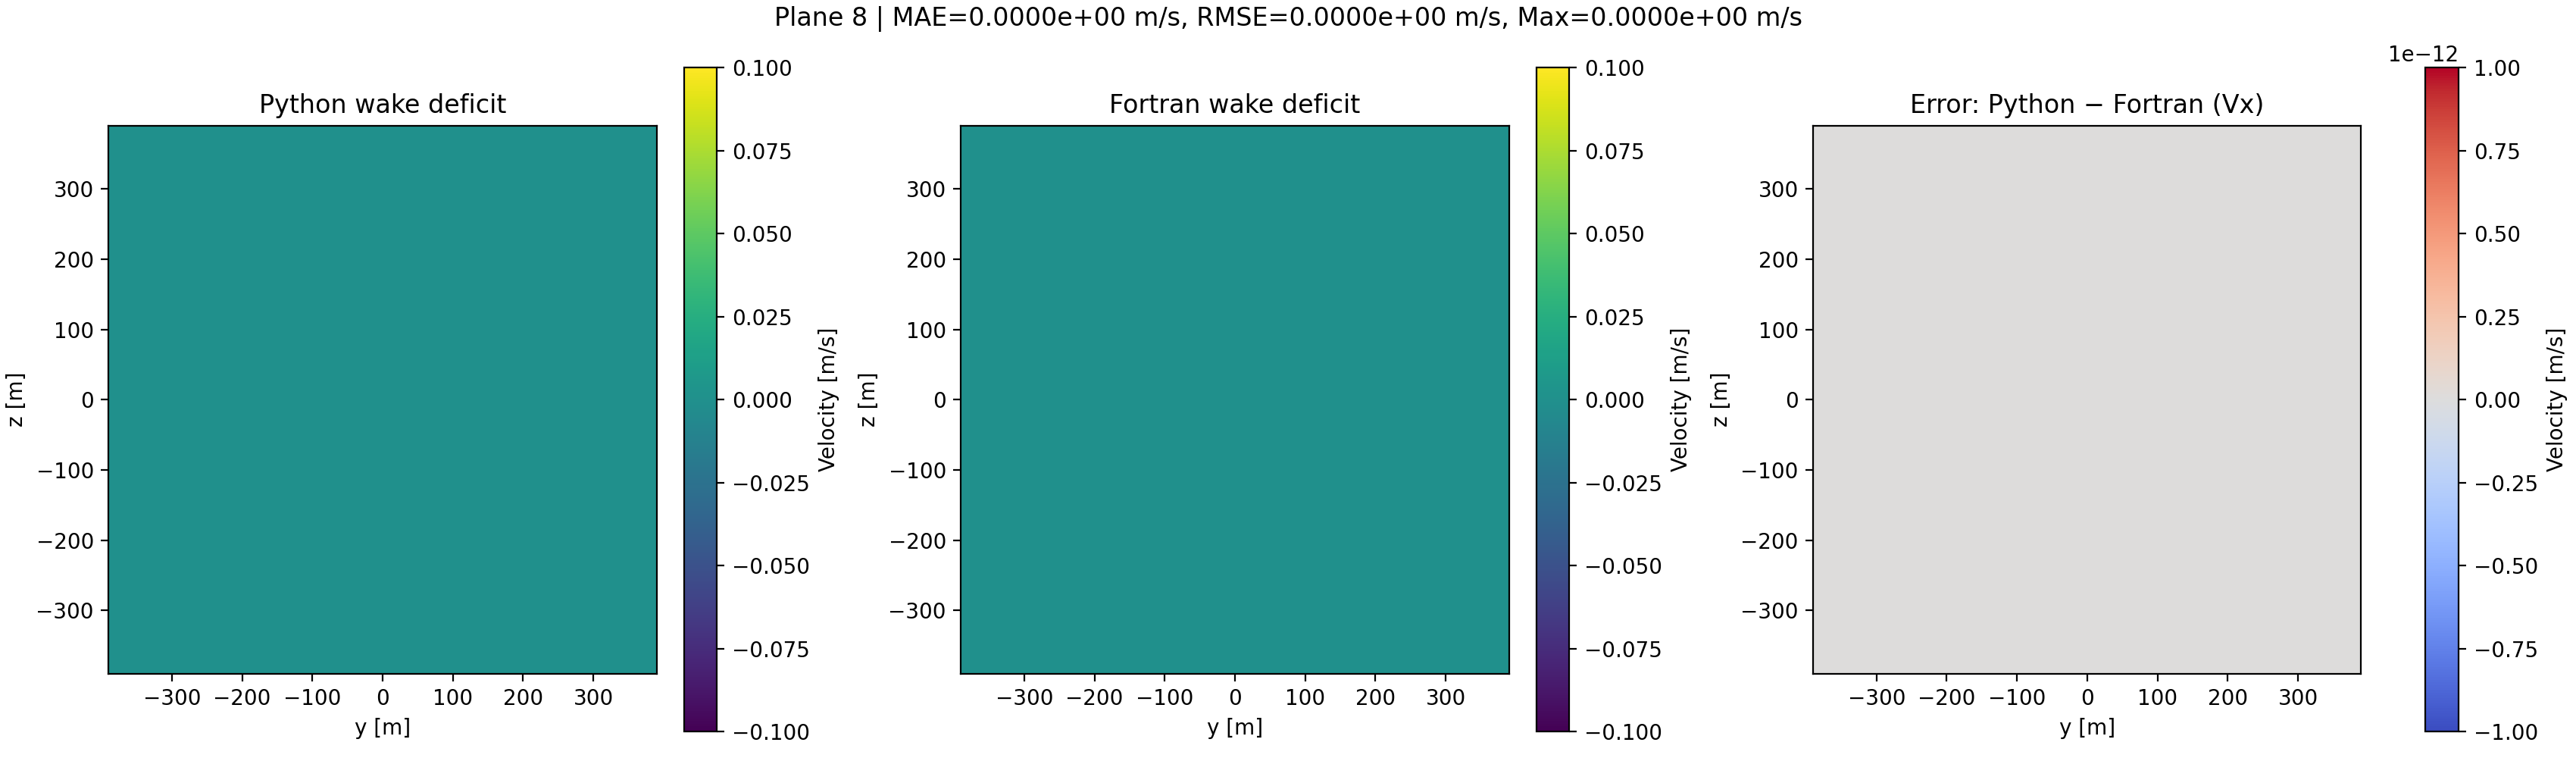 Plane 8 | MAE=0.0000e+00 m/s, RMSE=0.0000e+00 m/s, Max=0.0000e+00 m/s
Python wake deficit
300
200
100
0
−100
−200
−300
z [m]
−300 −200 −100 0 100 200 300
y [m]
0.100
0.075
0.050
0.025
0.000
−0.025
−0.050
−0.075
−0.100
Velocity [m/s]
Fortran wake deficit
300
200
100
0
−100
−200
−300
z [m]
−300 −200 −100 0 100 200 300
y [m]
0.100
0.075
0.050
0.025
0.000
−0.025
−0.050
−0.075
−0.100
Velocity [m/s]
Error: Python − Fortran (Vx)
300
200
100
0
−100
−200
−300
z [m]
−300 −200 −100 0 100 200 300
y [m]
1e−12
1.00
0.75
0.50
0.25
0.00
−0.25
−0.50
−0.75
−1.00
Velocity [m/s]